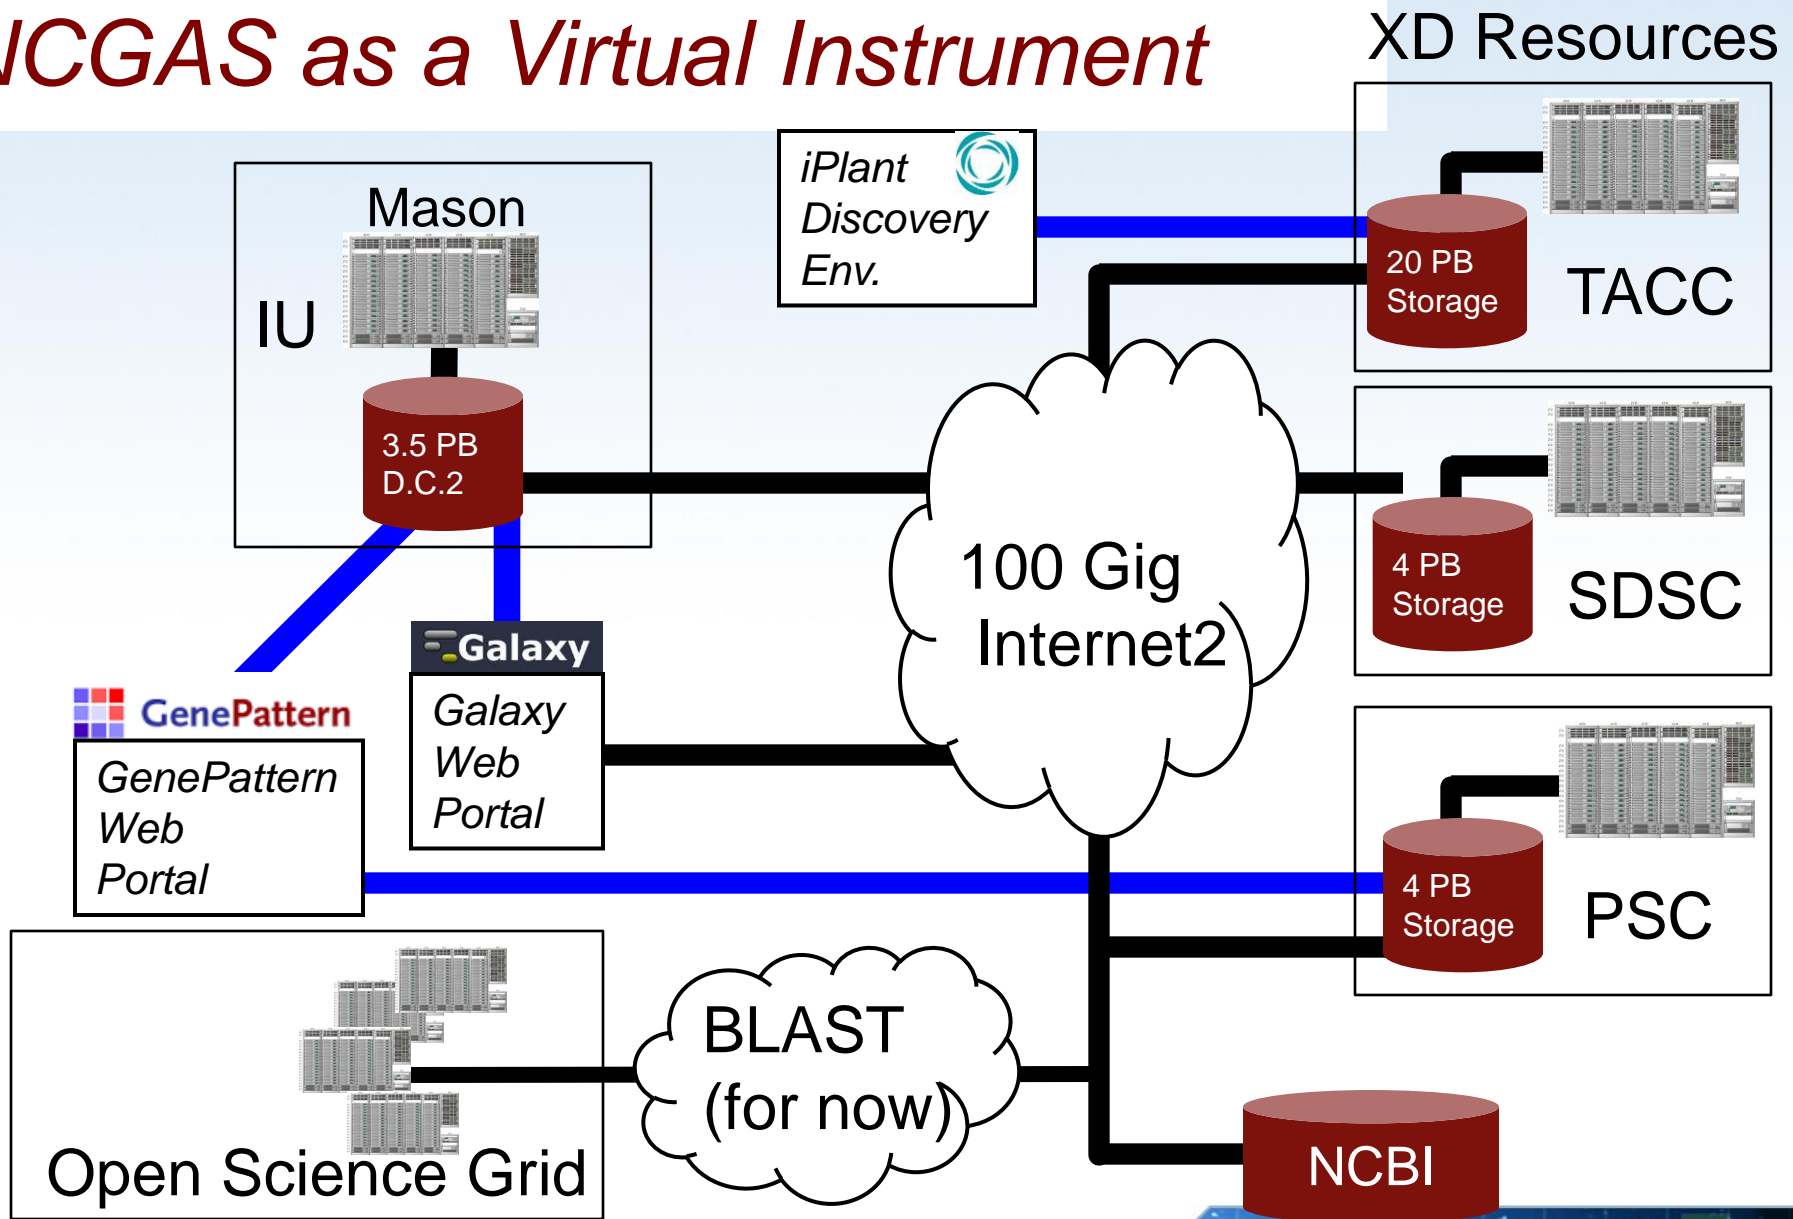 NCGAS as a Virtual Instrument
XD Resources
iPlant
Discovery
Env.
Mason
IU
3.5 PB
D.C.2
20 PB
Storage
TACC
4 PB
Storage
SDSC
100 Gig
Internet2
Galaxy
Galaxy
Web
Portal
GenePattern
GenePattern
Web
Portal
4 PB
Storage
PSC
BLAST
(for now)
Open Science Grid
NCBI